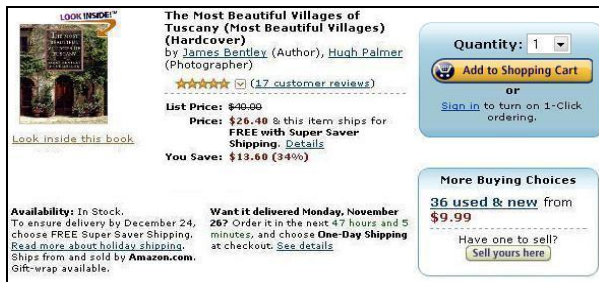 LOOK INSIDE!™
THE MOST
BEAUTIFUL
VILLAGES OF
TUSCANY
Look inside this book
The Most Beautiful Villages of
Tuscany (Most Beautiful Villages)
(Hardcover)
by James Bentley (Author), Hugh Palmer
(Photographer)
(17 customer reviews)
List Price: $40.00
Price: $26.40 & this item ships for
FREE with Super Saver
Shipping. Details
You Save: $13.60 (34%)
Availability: In Stock.
To ensure delivery by December 24,
choose FREE Super Saver Shipping.
Read more about holiday shipping.
Ships from and sold by Amazon.com.
Gift-wrap available.
Want it delivered Monday, November
26? Order it in the next 47 hours and 5
minutes, and choose One-Day Shipping
at checkout. See details
Quantity: 1
Add to Shopping Cart
or
Sign in to turn on 1-Click
ordering.
More Buying Choices
36 used & new from
$9.99
Have one to sell?
Sell yours here